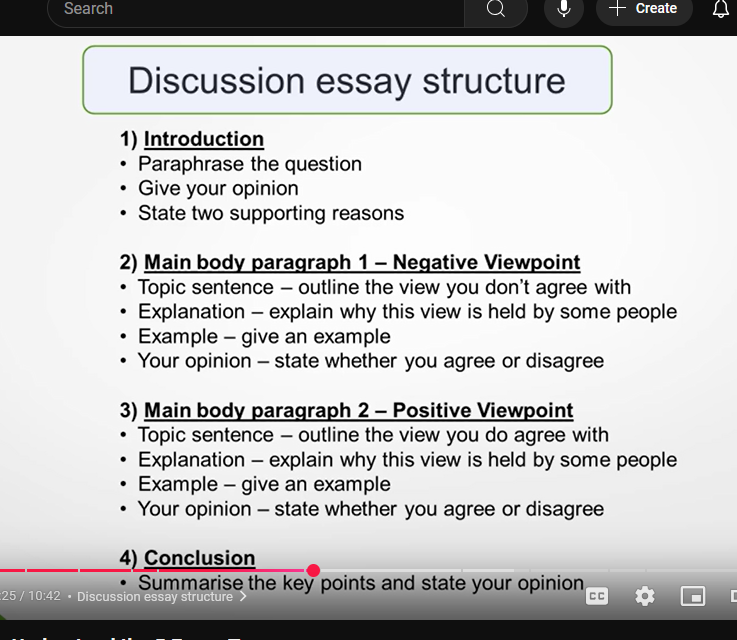 Search
Create
Discussion essay structure
1) Introduction
• Paraphrase the question
• Give your opinion
• State two supporting reasons
2) Main body paragraph 1 – Negative Viewpoint
• Topic sentence – outline the view you don’t agree with
• Explanation – explain why this view is held by some people
• Example – give an example
• Your opinion – state whether you agree or disagree
3) Main body paragraph 2 – Positive Viewpoint
• Topic sentence – outline the view you do agree with
• Explanation – explain why this view is held by some people
• Example – give an example
• Your opinion – state whether you agree or disagree
4) Conclusion
• Summarise the key points and state your opinion
:25 / 10:42 • Discussion essay structure >
CC